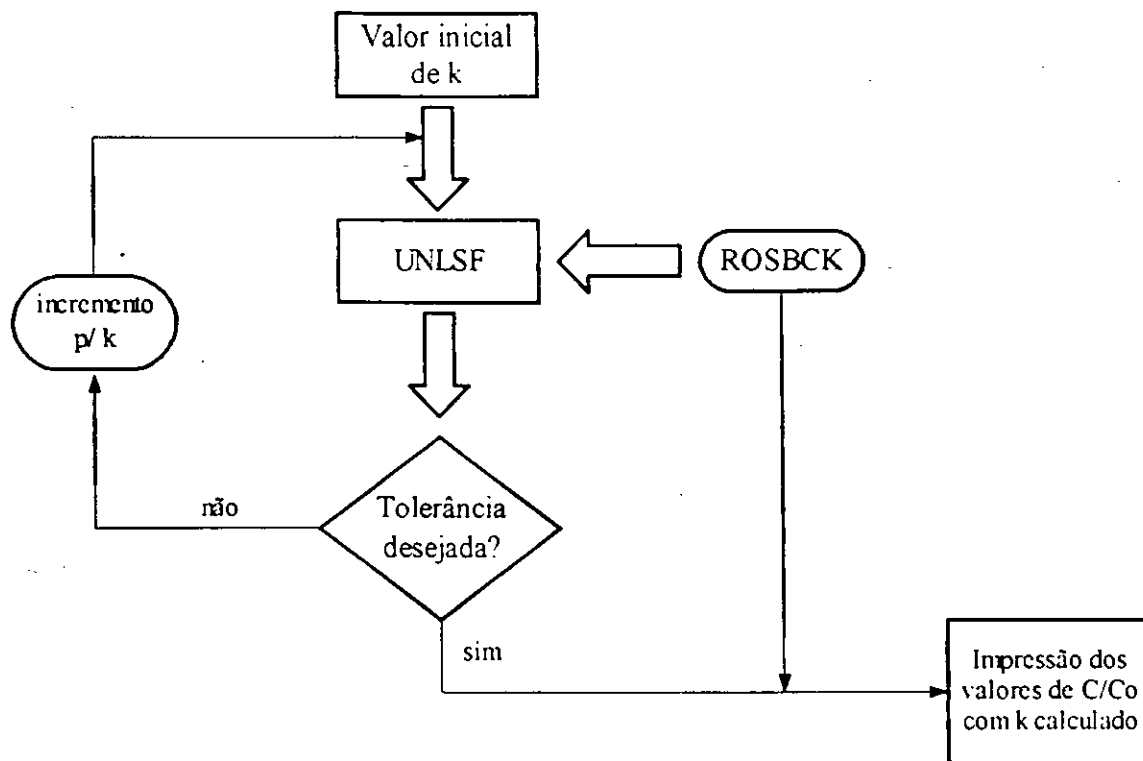 Valor inicial
de k
UNLSF
ROSBCK
incremento
p/ k
não
Tolerância
desejada?
sim
Impressão dos
valores de C/Co
com k calculado